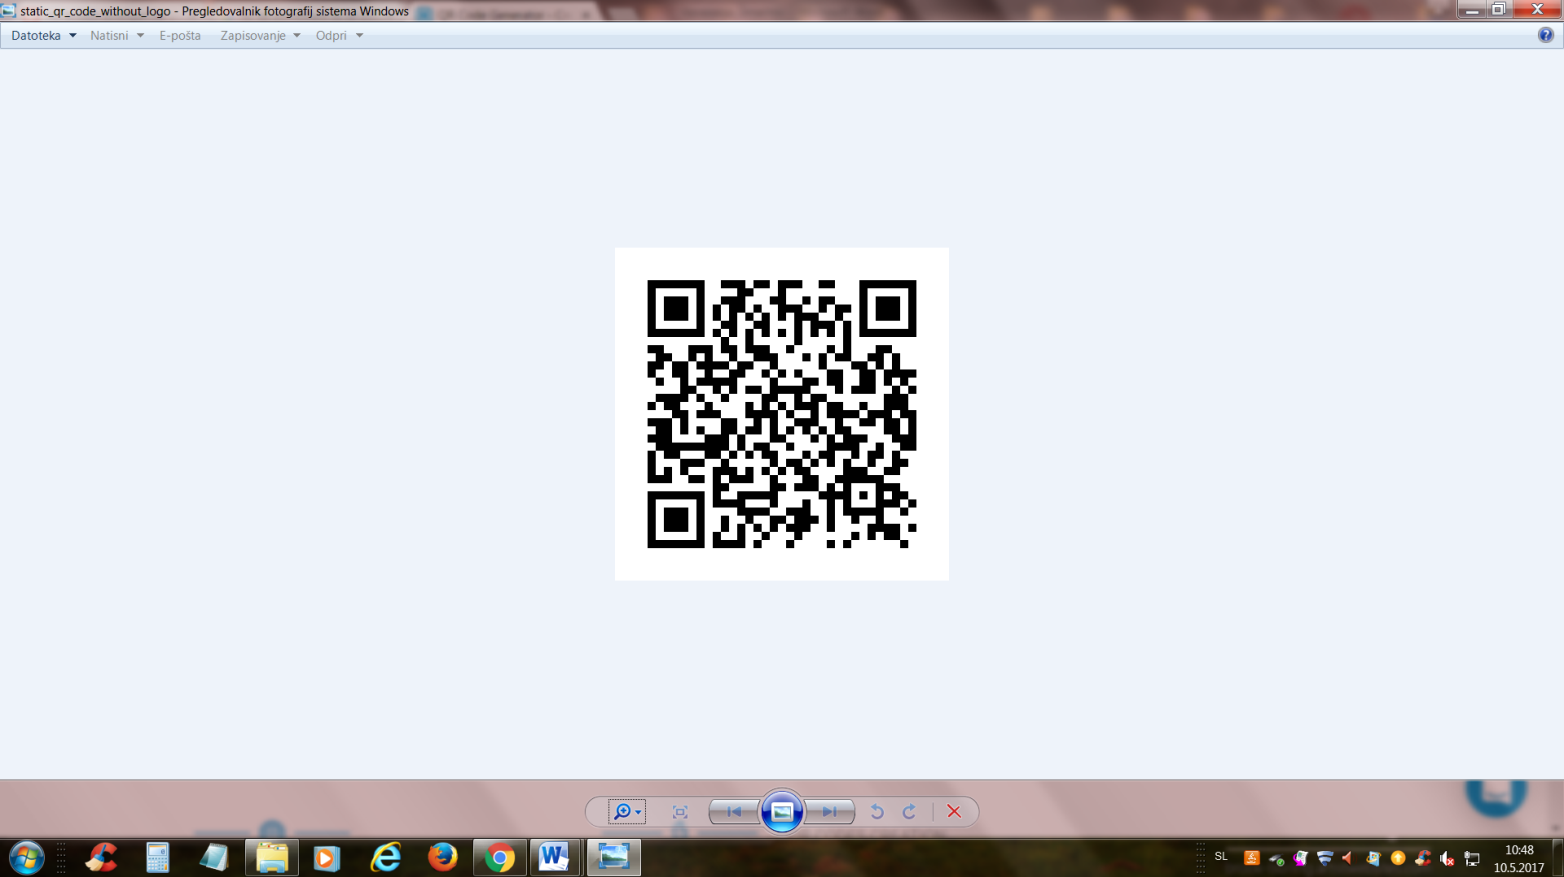 static_qr_code_without_logo - Pregledovalnik fotografij sistema Windows
Datoteka Natisni E-pošta Zapisovanje Odpri
SL
10:48
10.5.2017